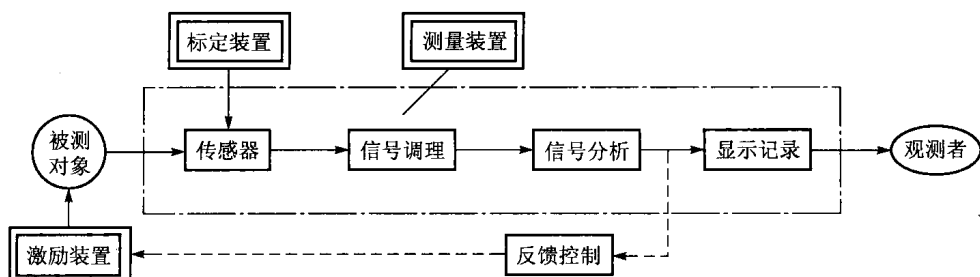 标定装置
测量装置
被测
对象
传感器
信号调理
信号分析
显示记录
观测者
激励装置
反馈控制